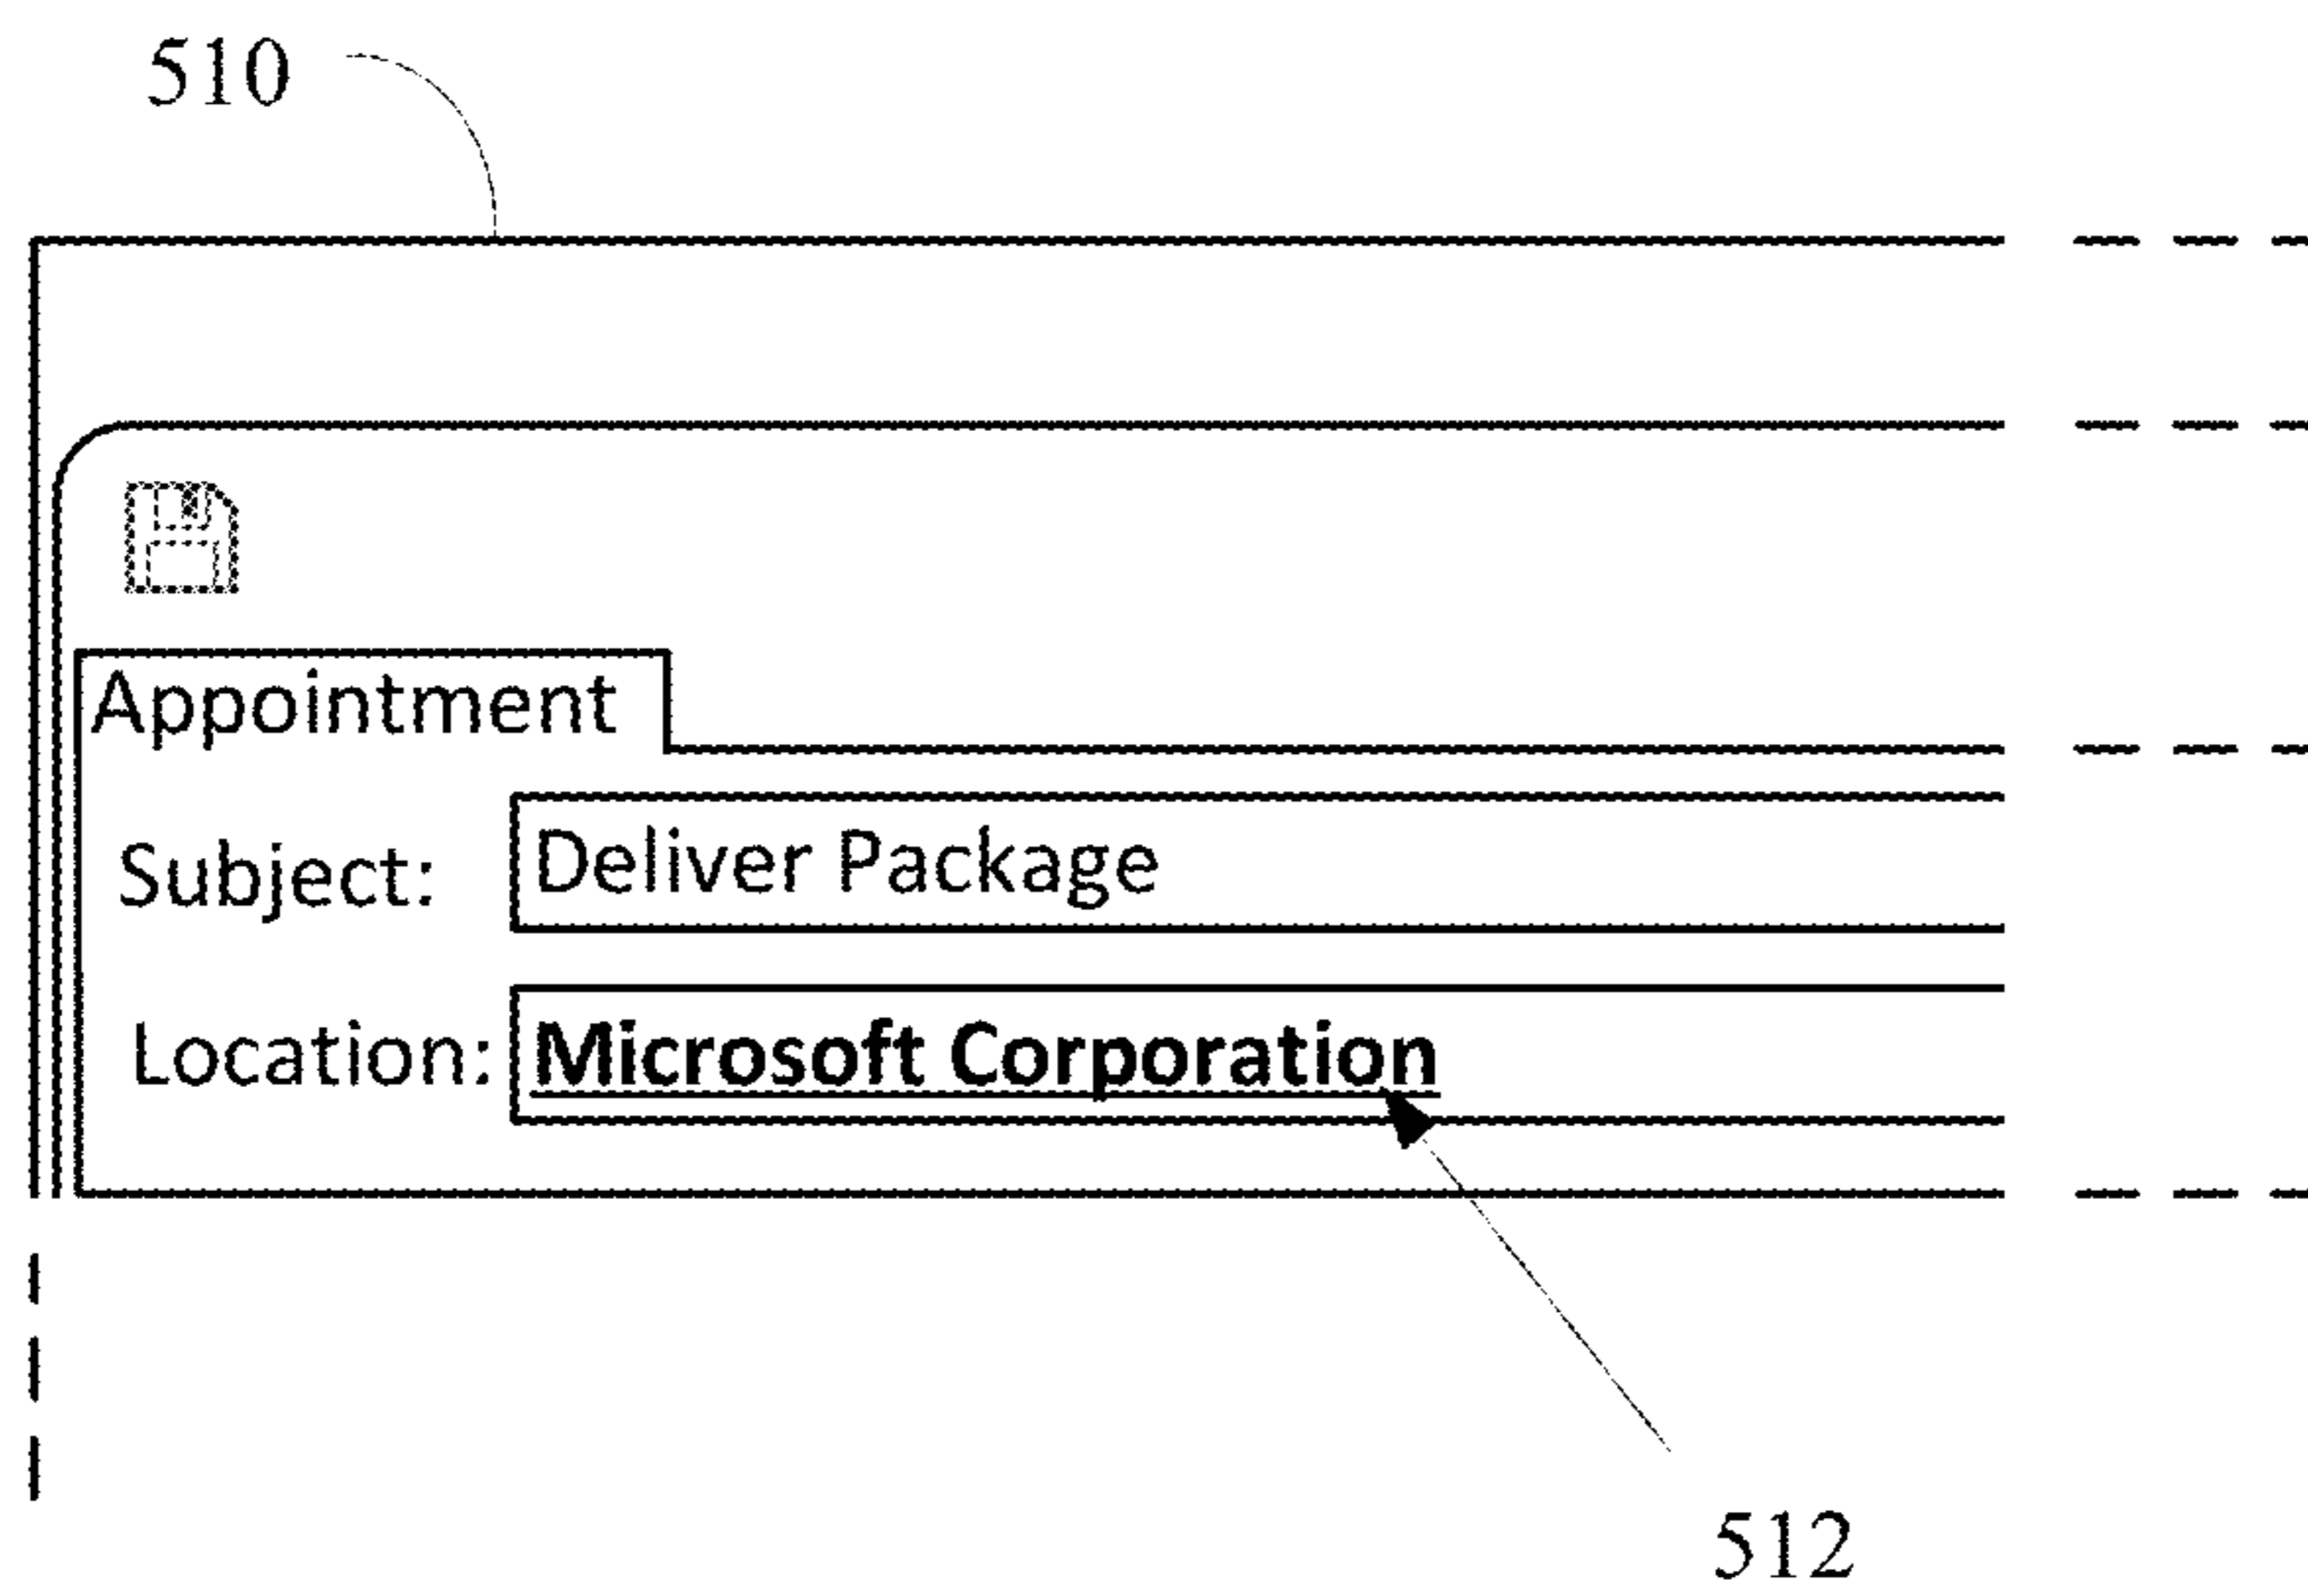 510
Appointment
Subject: Deliver Package
Location: Microsoft Corporation
512